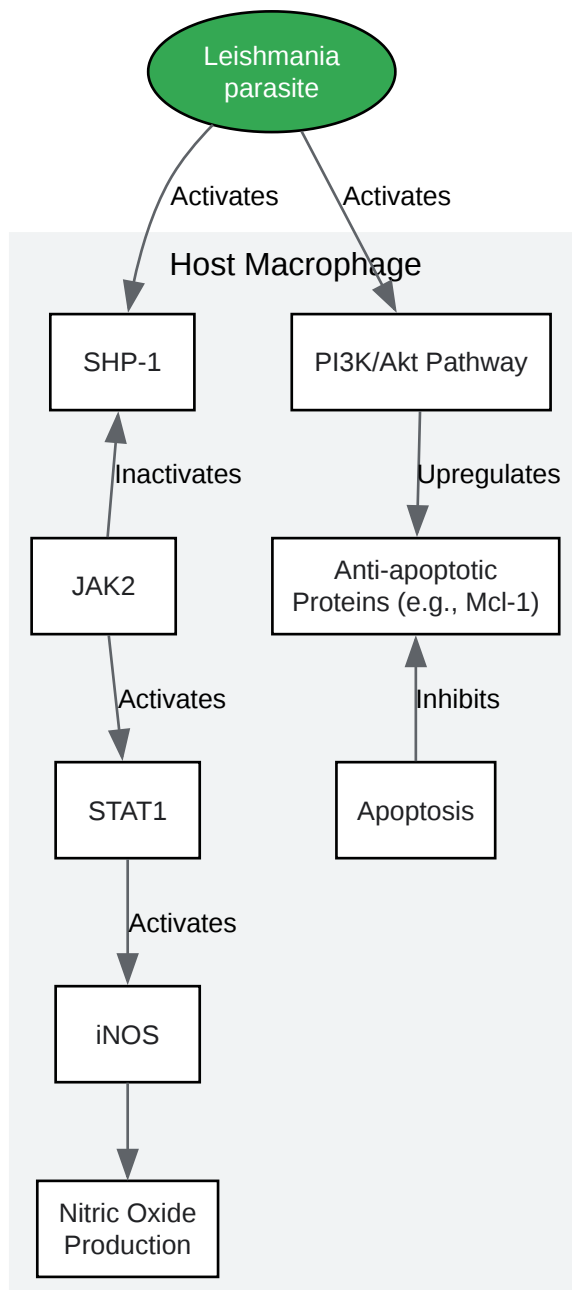 Leishmania
parasite
Activates
Activates
Host Macrophage
SHP-1
PI3K/Akt Pathway
Inactivates
Upregulates
JAK2
Anti-apoptotic
Proteins (e.g., Mcl-1)
Activates
Inhibits
STAT1
Apoptosis
Activates
iNOS
Nitric Oxide
Production